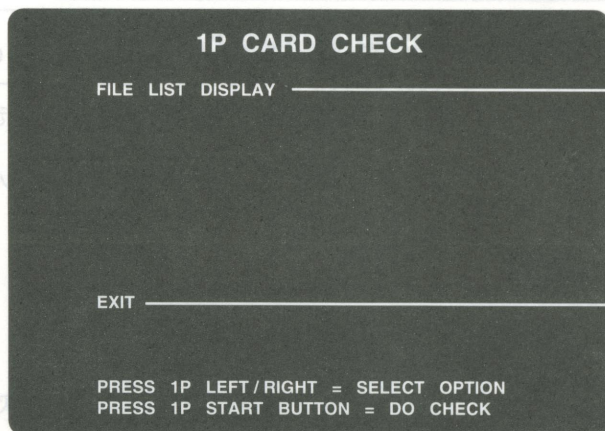 1P CARD CHECK
FILE LIST DISPLAY
EXIT
PRESS 1P LEFT / RIGHT = SELECT OPTION
PRESS 1P START BUTTON = DO CHECK